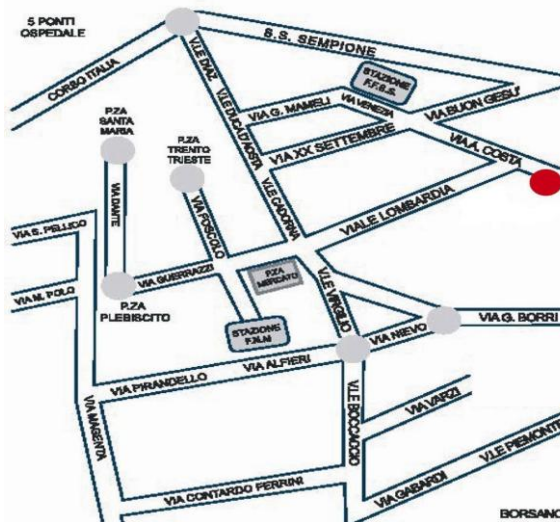 5 PONTI
OSPEDALE
S.S. SEMPIONE
CORSO ITALIA
V.LE DIAZ
STAZIONE
F.F.S.S.
V.LE DUCA D'AOSTA
VIA G. MAMELI
VIA VENEZIA
VIA BUON GESU'
P.ZA
SANTA
MARIA
P.ZA
TRENTO
TRIESTE
VIA XX SETTEMBRE
VIA A. COSTA
VIA DANTE
VIA FOSCOLO
V.LE CADORNA
VIALE LOMBARDIA
VIA S. PELLICO
VIA GUERRAZZI
P.ZA
MERCATO
VIA M. POLO
P.ZA
PLEBISCITO
V.LE VIRGILIO
STAZIONE
F.N.M
VIA NIEVO
VIA G. BORRI
VIA PIRANDELLO
VIA ALFIERI
VIA MAGENTA
V.LE BOCCACCIO
VIA VARZI
VIA CONTARDO FERRINI
VIA GABARDI
V.LE PIEMONTE
BORSANO